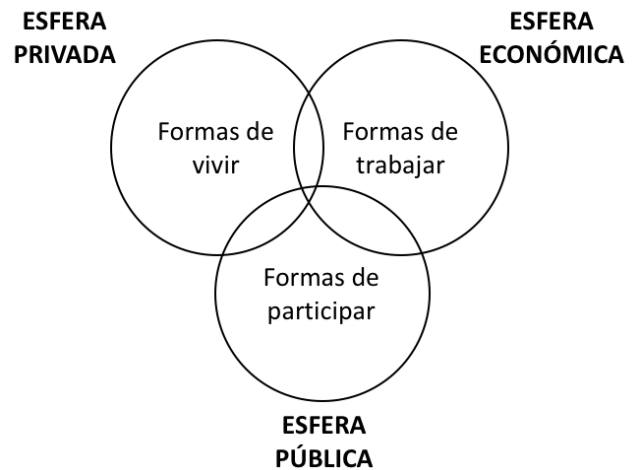 ESFERA
PRIVADA
ESFERA
ECONÓMICA
Formas de
vivir
Formas de
trabajar
Formas de
participar
ESFERA
PÚBLICA